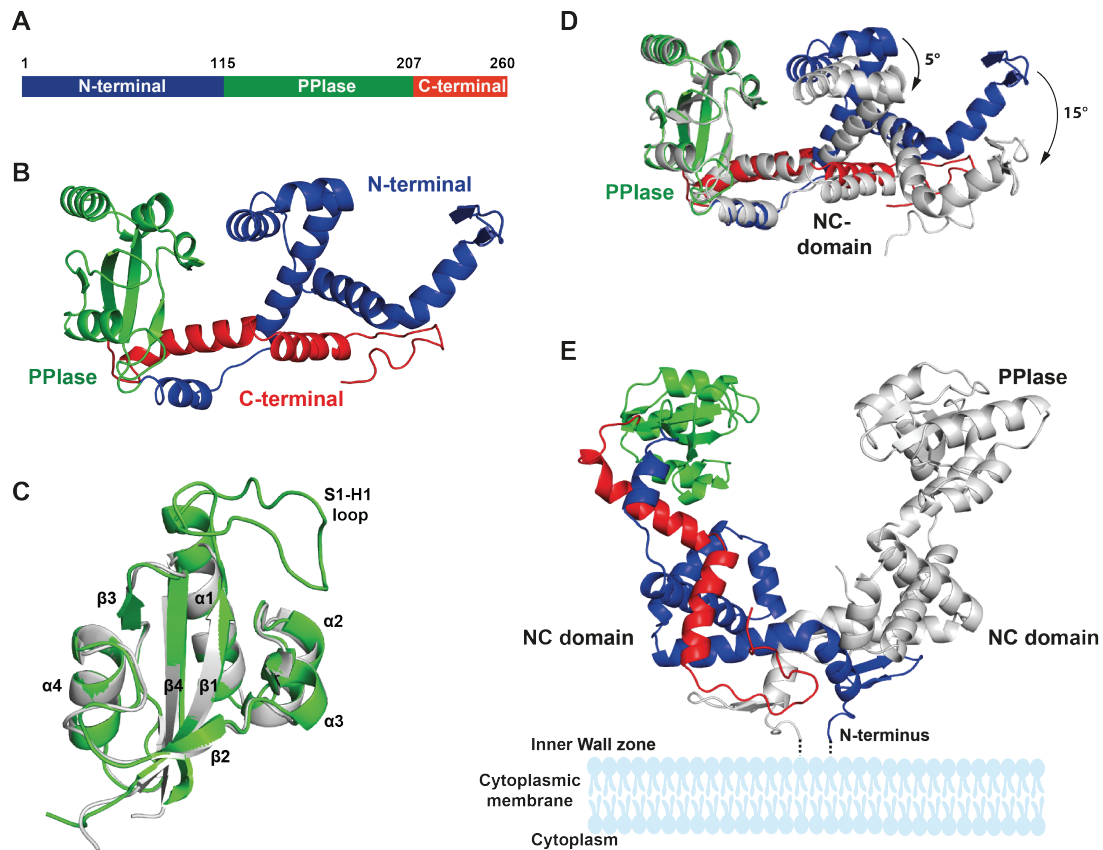 A
1 115 207 260
N-terminal PPIase C-terminal
B
N-terminal
PPIase
C-terminal
C
S1-H1
loop
β3
α1
α2
α4
β4
β1
α3
β2
D
5°
15°
PPIase
NC-
domain
E
PPIase
NC domain
NC domain
N-terminus
Inner Wall zone
Cytoplasmic
membrane
Cytoplasm